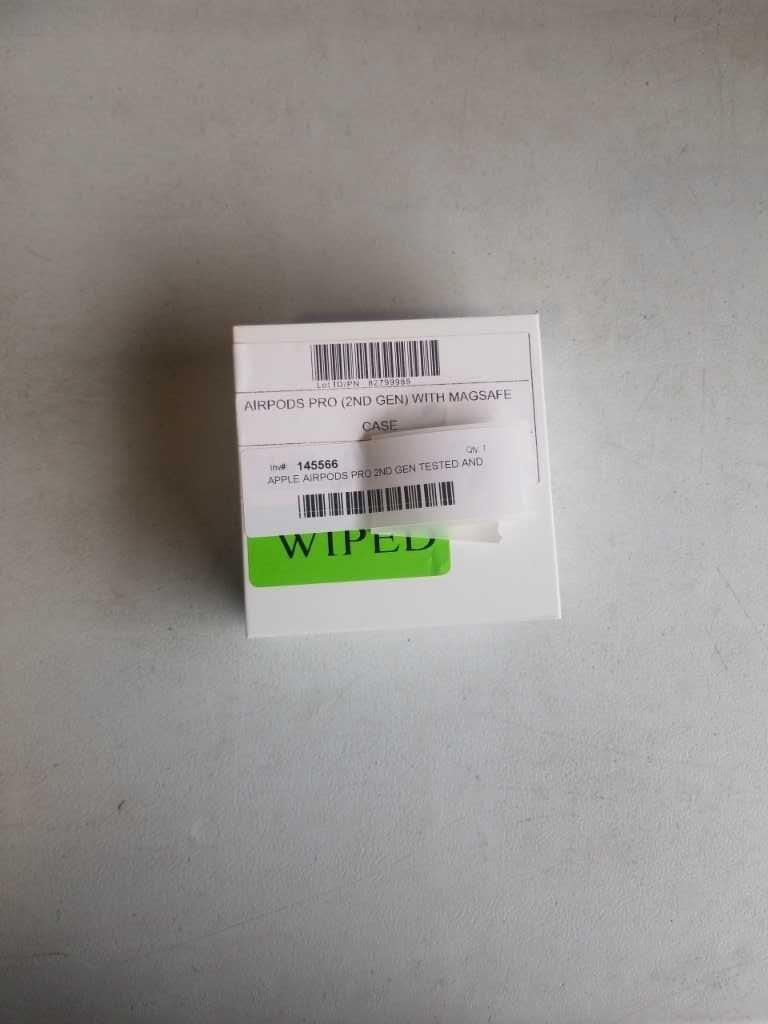 Lot ID/PN 82799986
AIRPODS PRO (2ND GEN) WITH MAGSAFE
CASE
Inv# 145566
Qty. 1
APPLE AIRPODS PRO 2ND GEN TESTED AND
WIPED